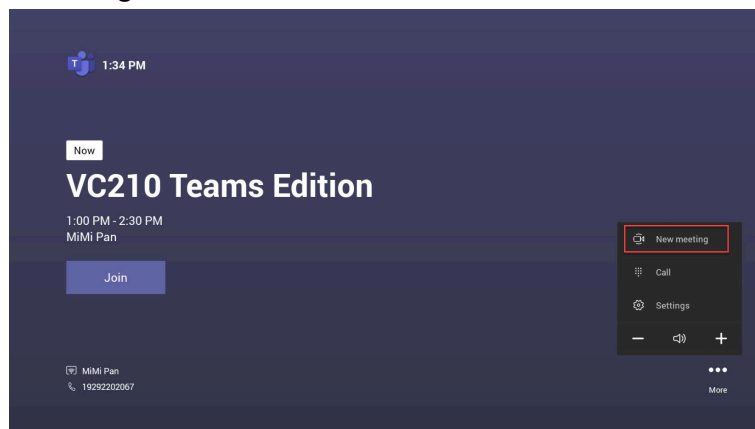 T
1:34 PM
Now
VC210 Teams Edition
1:00 PM - 2:30 PM
MiMi Pan
Join
New meeting
Call
Settings
MiMi Pan
19292202067
More